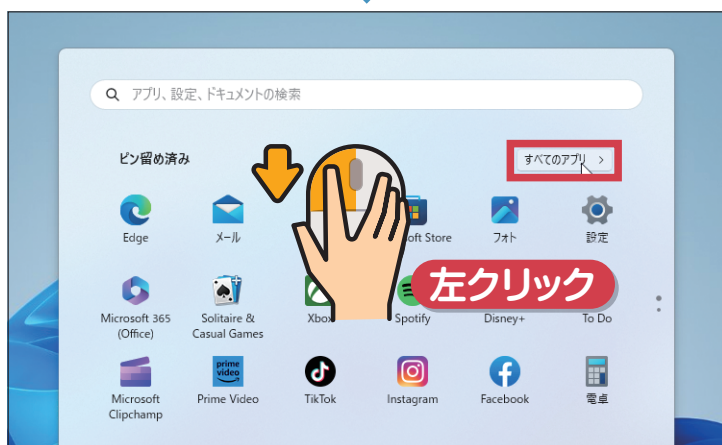 アプリ、設定、ドキュメントの検索
ピン留め済み
すべてのアプリ >
Edge
メール
oft Store
フォト
設定
左クリック
Microsoft 365
(Office)
Solitaire &
Casual Games
Xbox
Spotify
Disney+
To Do
prime
video
Microsoft
Clipchamp
Prime Video
TikTok
Instagram
Facebook
電卓